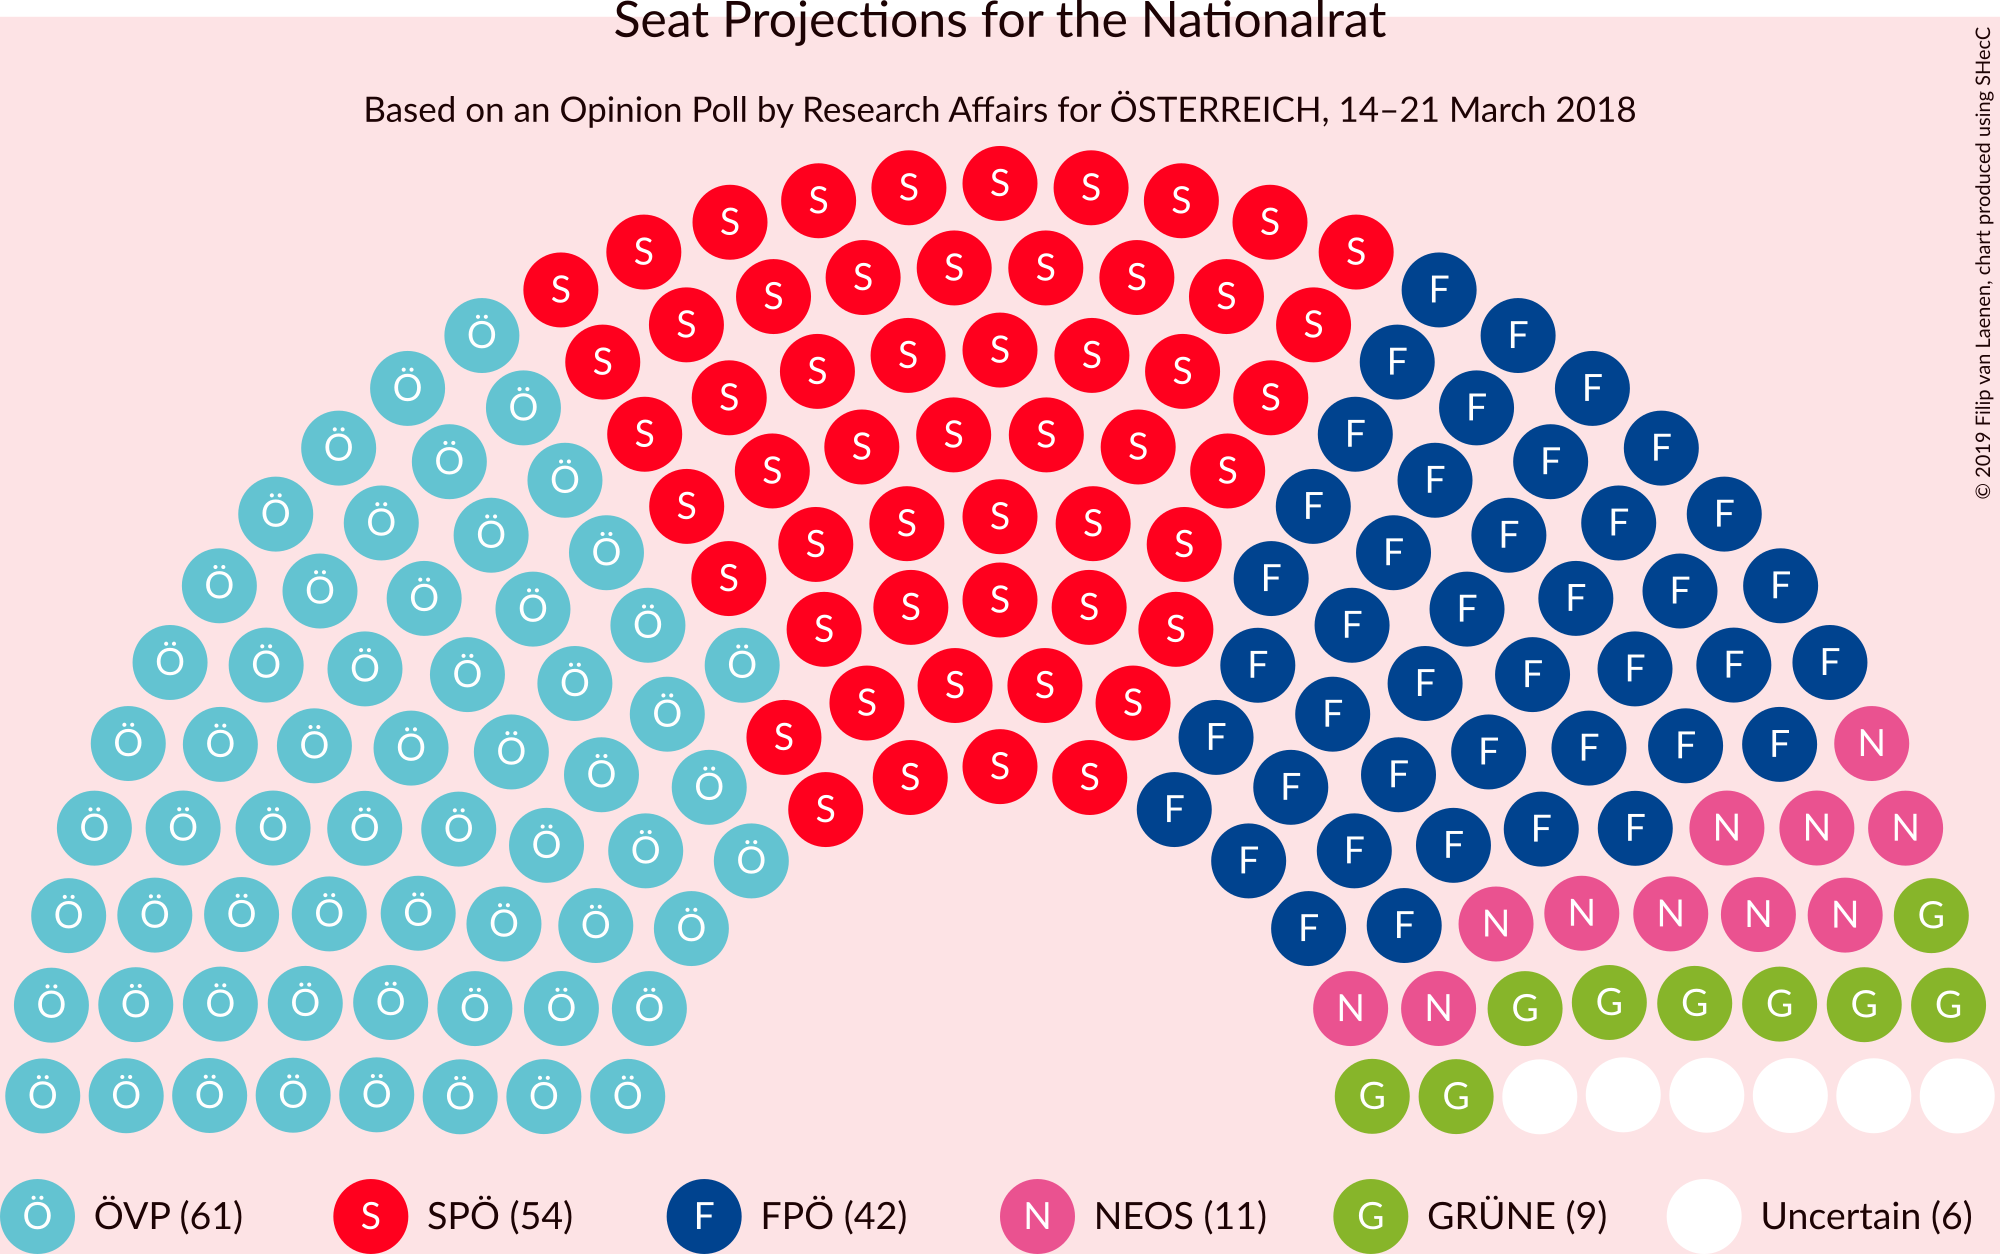 Seat Projections for the Nationalrat
Based on an Opinion Poll by Research Affairs for ÖSTERREICH, 14–21 March 2018
© 2019 Filip van Laenen, chart produced using SHecC
S S S S S S S S S S F
S S S S S S S S S F F
Ö ÖVP (61) S SPÖ (54) F FPÖ (42) N NEOS (11) G GRÜNE (9) Uncertain (6)